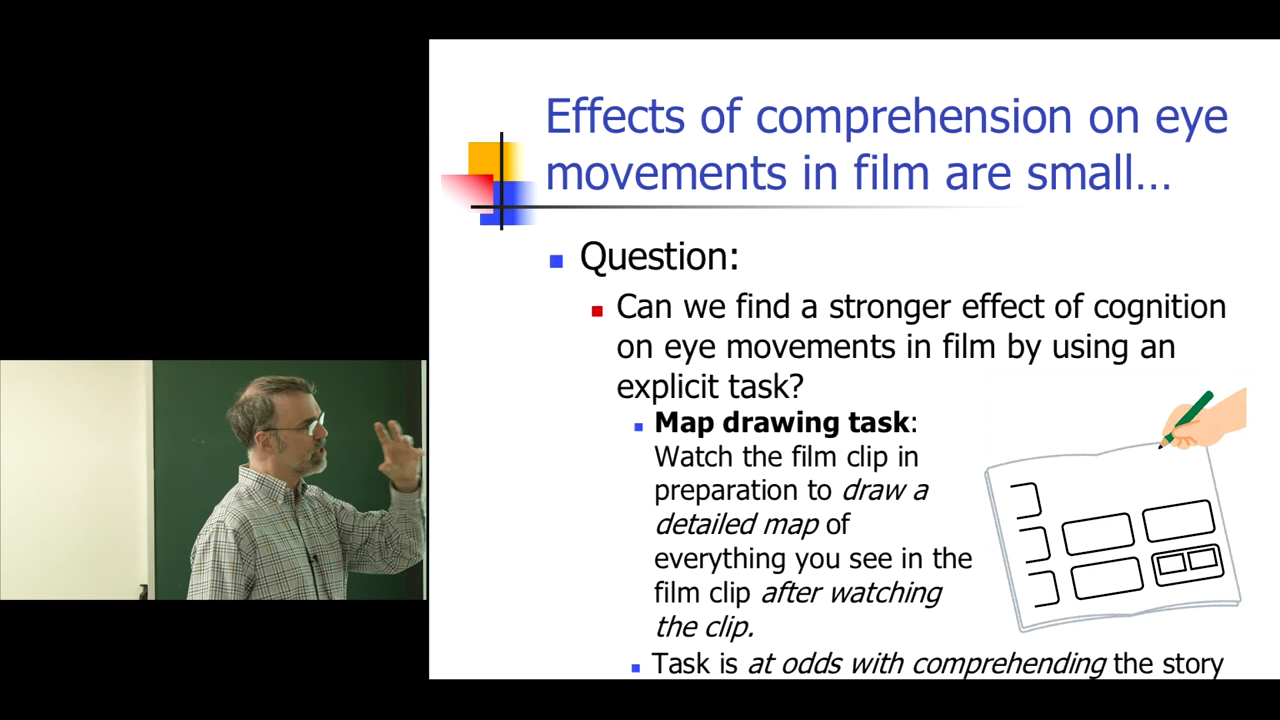 Effects of comprehension on eye
movements in film are small…
Question:
Can we find a stronger effect of cognition
on eye movements in film by using an
explicit task?
Map drawing task:
Watch the film clip in
preparation to draw a
detailed map of
everything you see in the
film clip after watching
the clip.
Task is at odds with comprehending the story